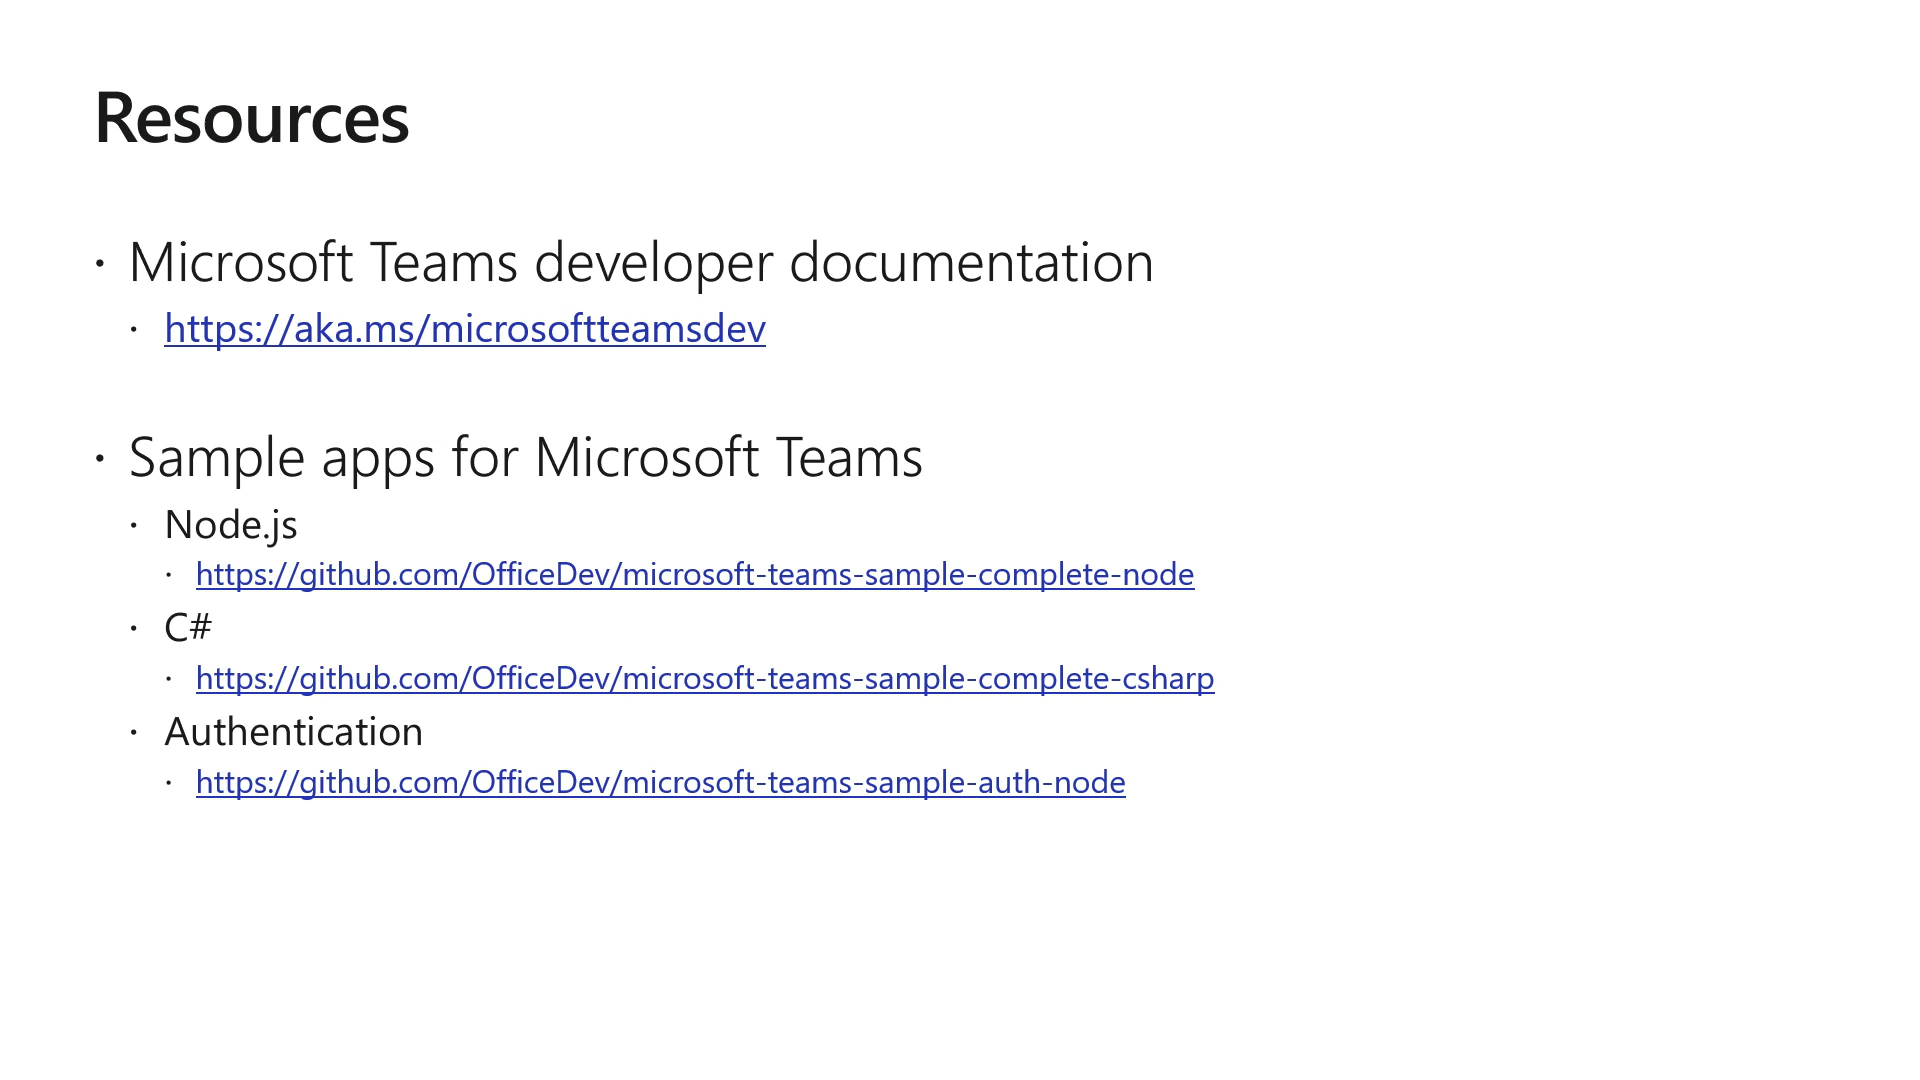 Resources
· Microsoft Teams developer documentation
· https://aka.ms/microsoftteamsdev
· Sample apps for Microsoft Teams
· Node.js
· https://github.com/OfficeDev/microsoft-teams-sample-complete-node
· C#
· https://github.com/OfficeDev/microsoft-teams-sample-complete-csharp
· Authentication
· https://github.com/OfficeDev/microsoft-teams-sample-auth-node